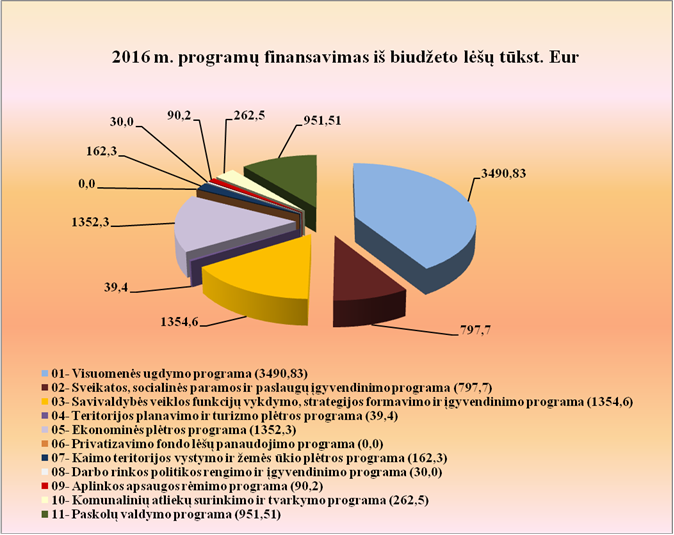 2016 m. programų finansavimas iš biudžeto lėšų tūkst. Eur
951,51
262,5
90,2
30,0
162,3
0,0
1352,3
39,4
1354,6
797,7
3490,83
01- Visuomenės ugdymo programa (3490,83)
02- Sveikatos, socialinės paramos ir paslaugų įgyvendinimo programa (797,7)
03- Savivaldybės veiklos funkcijų vykdymo, strategijos formavimo ir įgyvendinimo programa (1354,6)
04- Teritorijos planavimo ir turizmo plėtros programa (39,4)
05- Ekonominės plėtros programa (1352,3)
06- Privatizavimo fondo lėšų panaudojimo programa (0,0)
07- Kaimo teritorijos vystymo ir žemės ūkio plėtros programa (162,3)
08- Darbo rinkos politikos rengimo ir įgyvendinimo programa (30,0)
09- Aplinkos apsaugos rėmimo programa (90,2)
10- Komunalinių atliekų surinkimo ir tvarkymo programa (262,5)
11- Paskolų valdymo programa (951,51)